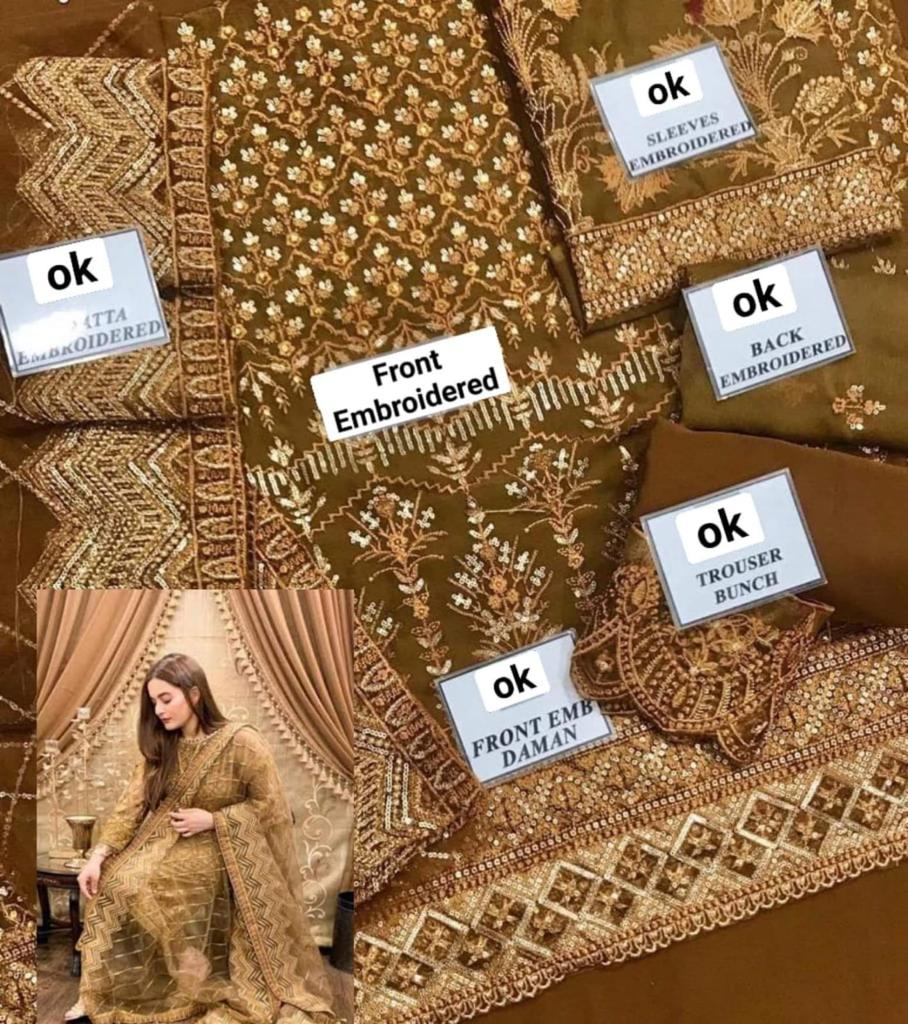 ok
SLEEVES
EMBROIDERED
ok
EMBROIDERED
ok
BACK
EMBROIDERED
Front
Embroidered
ok
TROUSER
BUNCH
ok
FRONT EMB
DAMAN